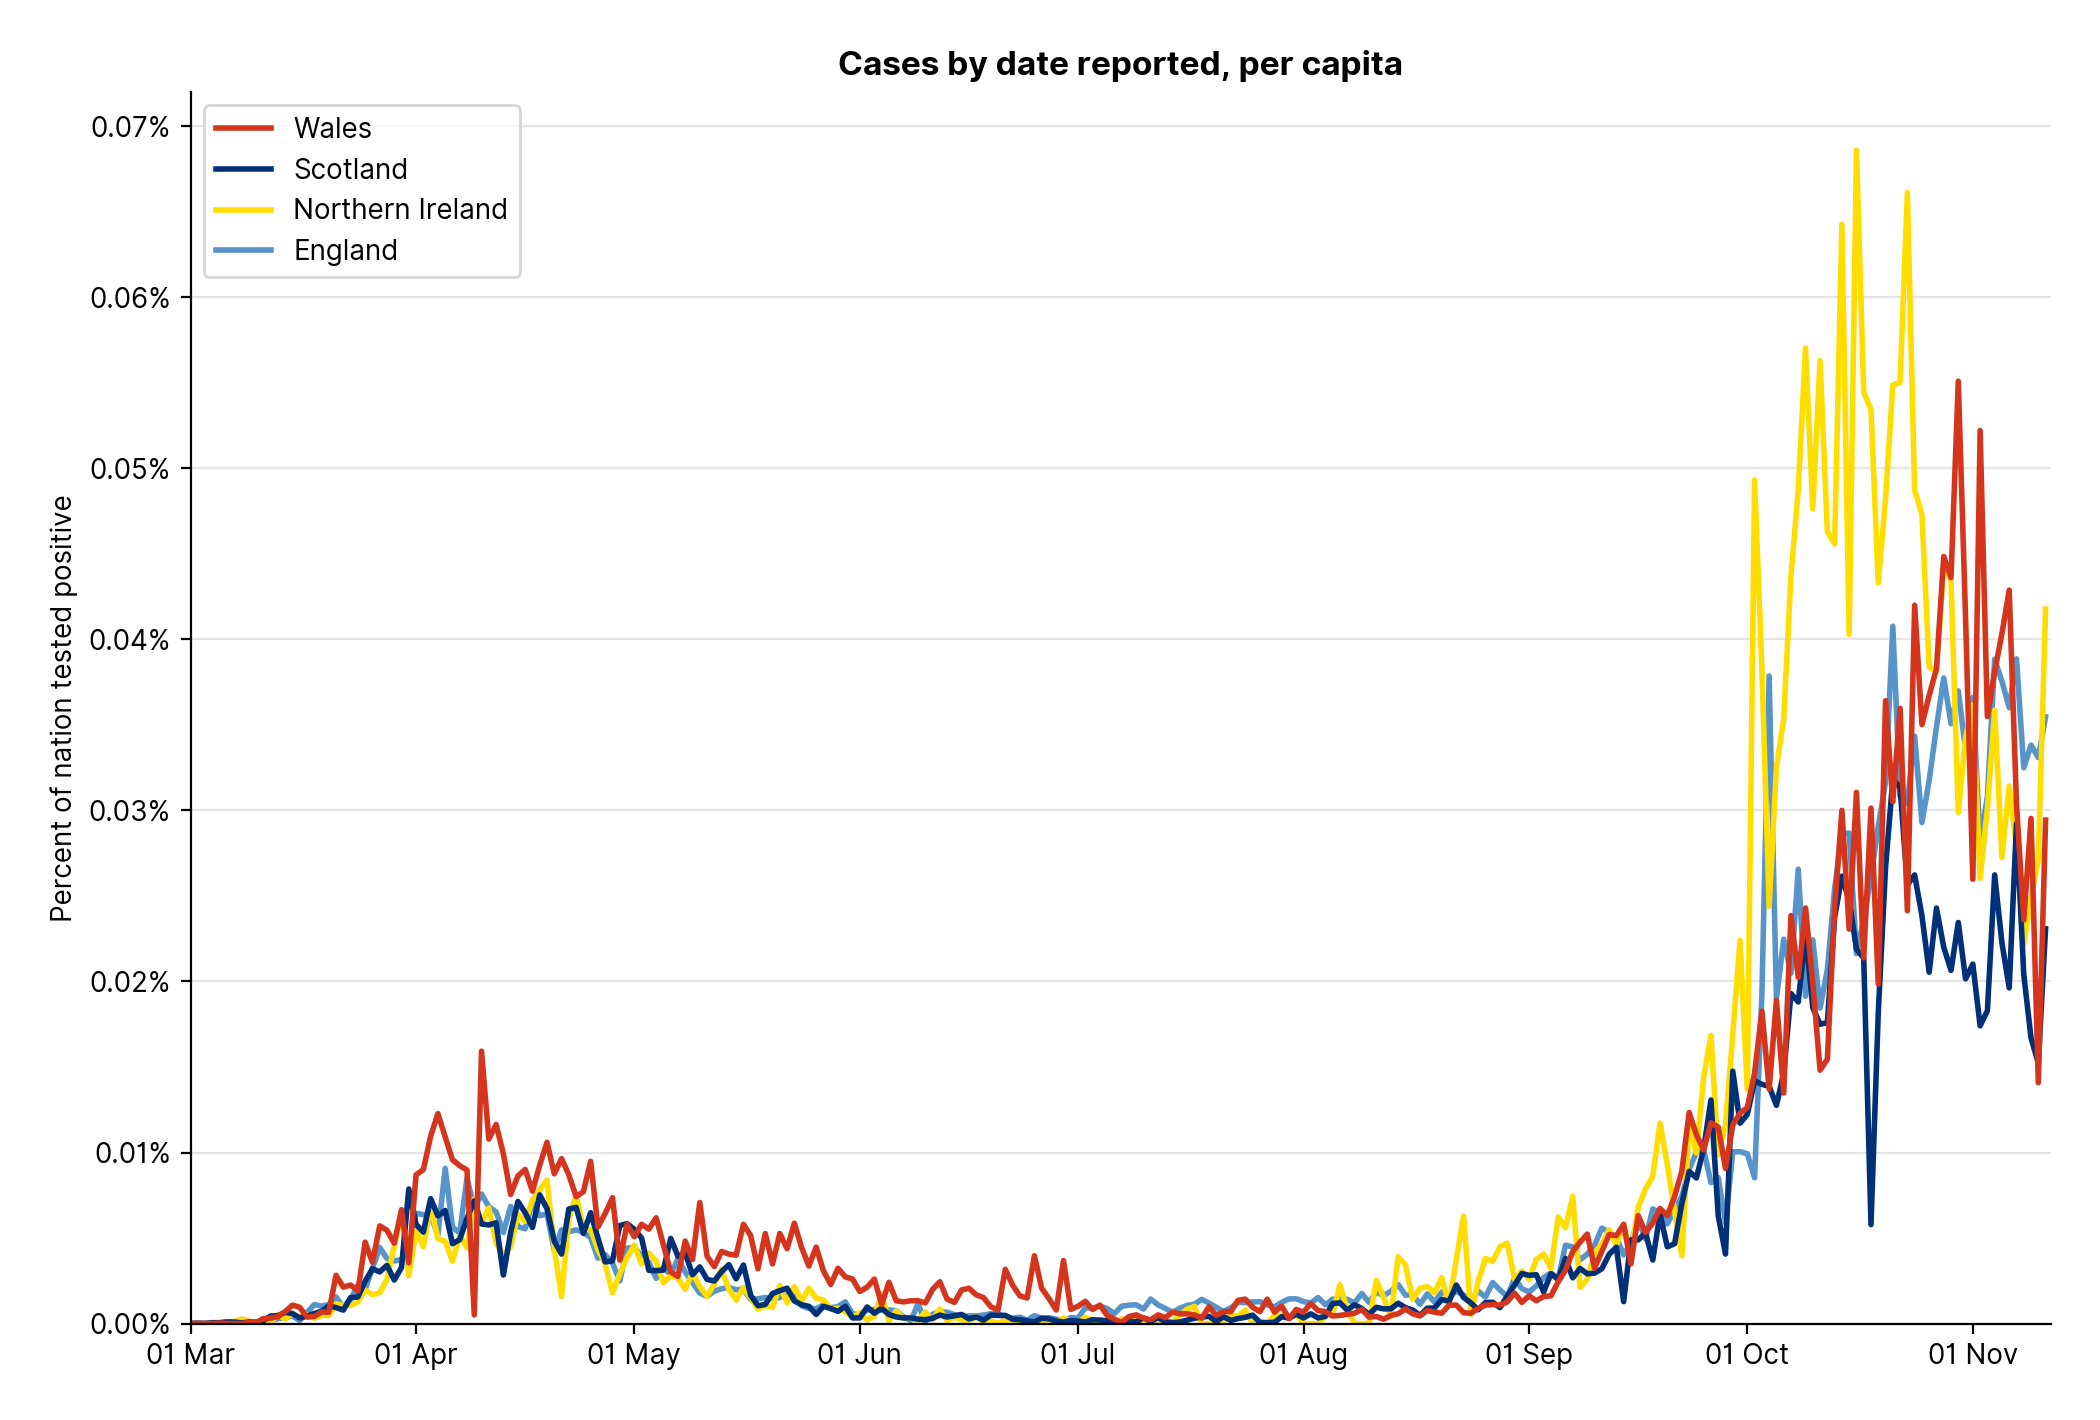 Cases by date reported, per capita
Wales
Scotland
Northern Ireland
England
Percent of nation tested positive
0.07%
0.06%
0.05%
0.04%
0.03%
0.02%
0.01%
0.00%
01 Mar 01 Apr 01 May 01 Jun 01 Jul 01 Aug 01 Sep 01 Oct 01 Nov